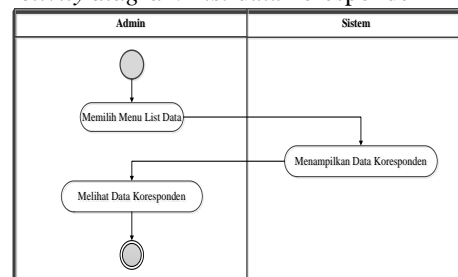 Admin
Sistem
Memilih Menu List Data
Menampilkan Data Koresponden
Melihat Data Koresponden